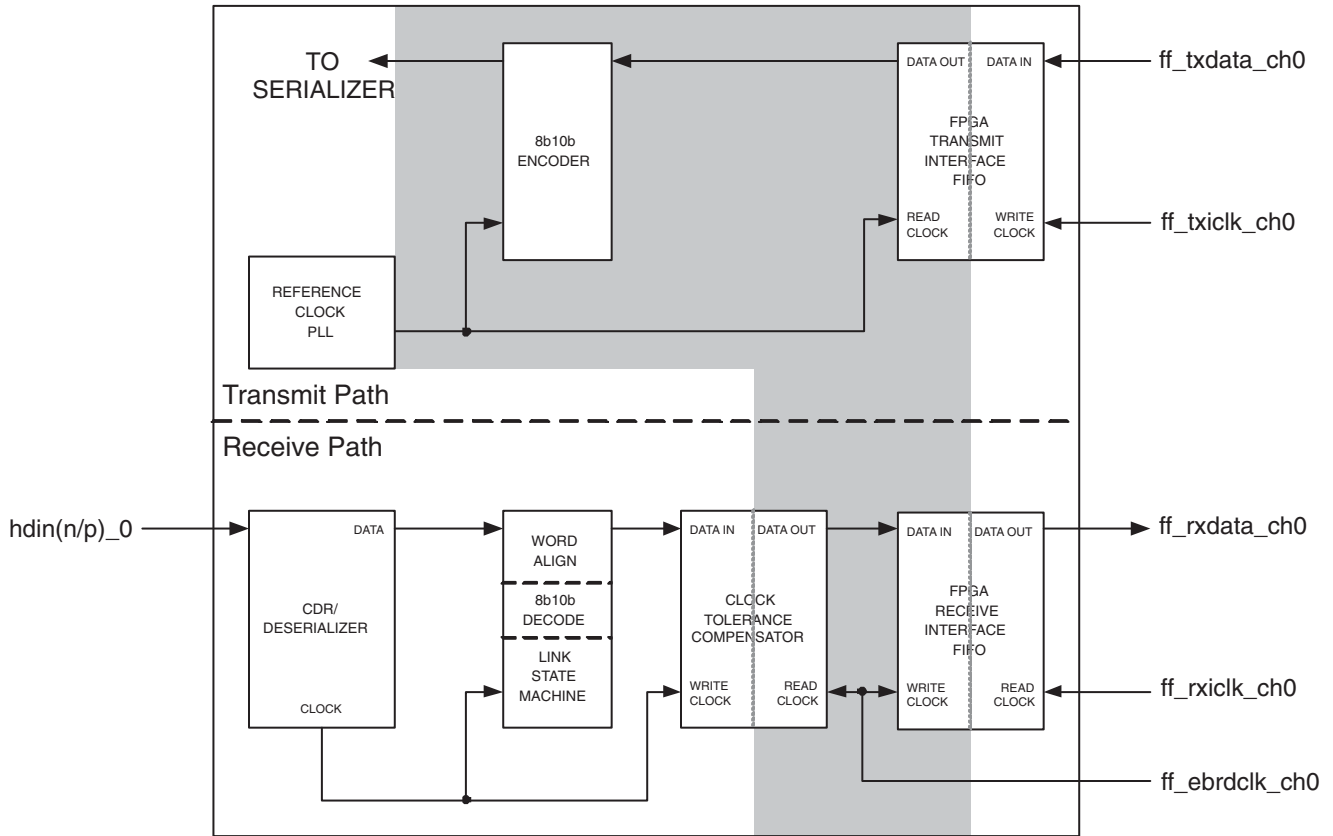 TO
SERIALIZER
8b10b
ENCODER
DATA OUT
DATA IN
FPGA
TRANSMIT
INTERFACE
FIFO
READ
CLOCK
WRITE
CLOCK
ff_txdata_ch0
ff_txiclk_ch0
REFERENCE
CLOCK
PLL
Transmit Path
Receive Path
hdin(n/p)_0
DATA
CDR/
DESERIALIZER
CLOCK
WORD
ALIGN
8b10b
DECODE
LINK
STATE
MACHINE
DATA IN
DATA OUT
CLOCK
TOLERANCE
COMPENSATOR
WRITE
CLOCK
READ
CLOCK
DATA IN
DATA OUT
FPGA
RECEIVE
INTERFACE
FIFO
WRITE
CLOCK
READ
CLOCK
ff_rxdata_ch0
ff_rxiclk_ch0
ff_ebrdclk_ch0